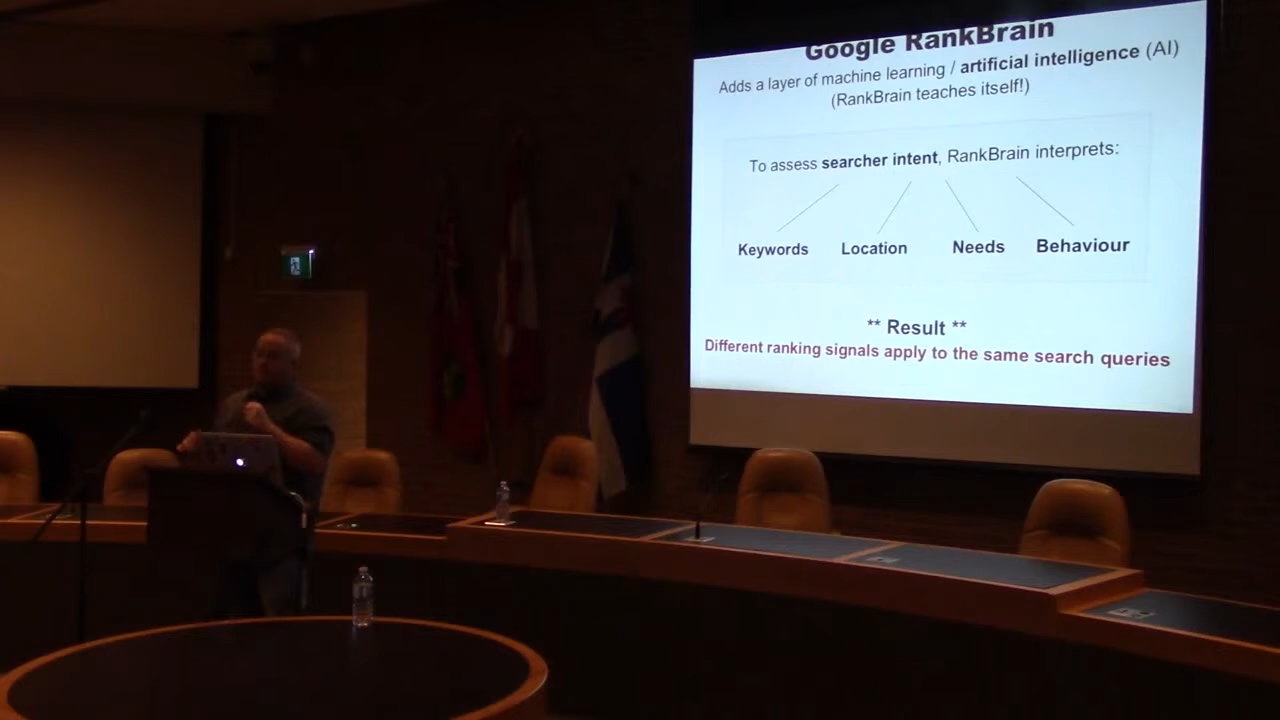 Google RankBrain
Adds a layer of machine learning / artificial intelligence (AI)
(RankBrain teaches itself!)
To assess searcher intent, RankBrain interprets:
Keywords Location Needs Behaviour
** Result **
Different ranking signals apply to the same search queries